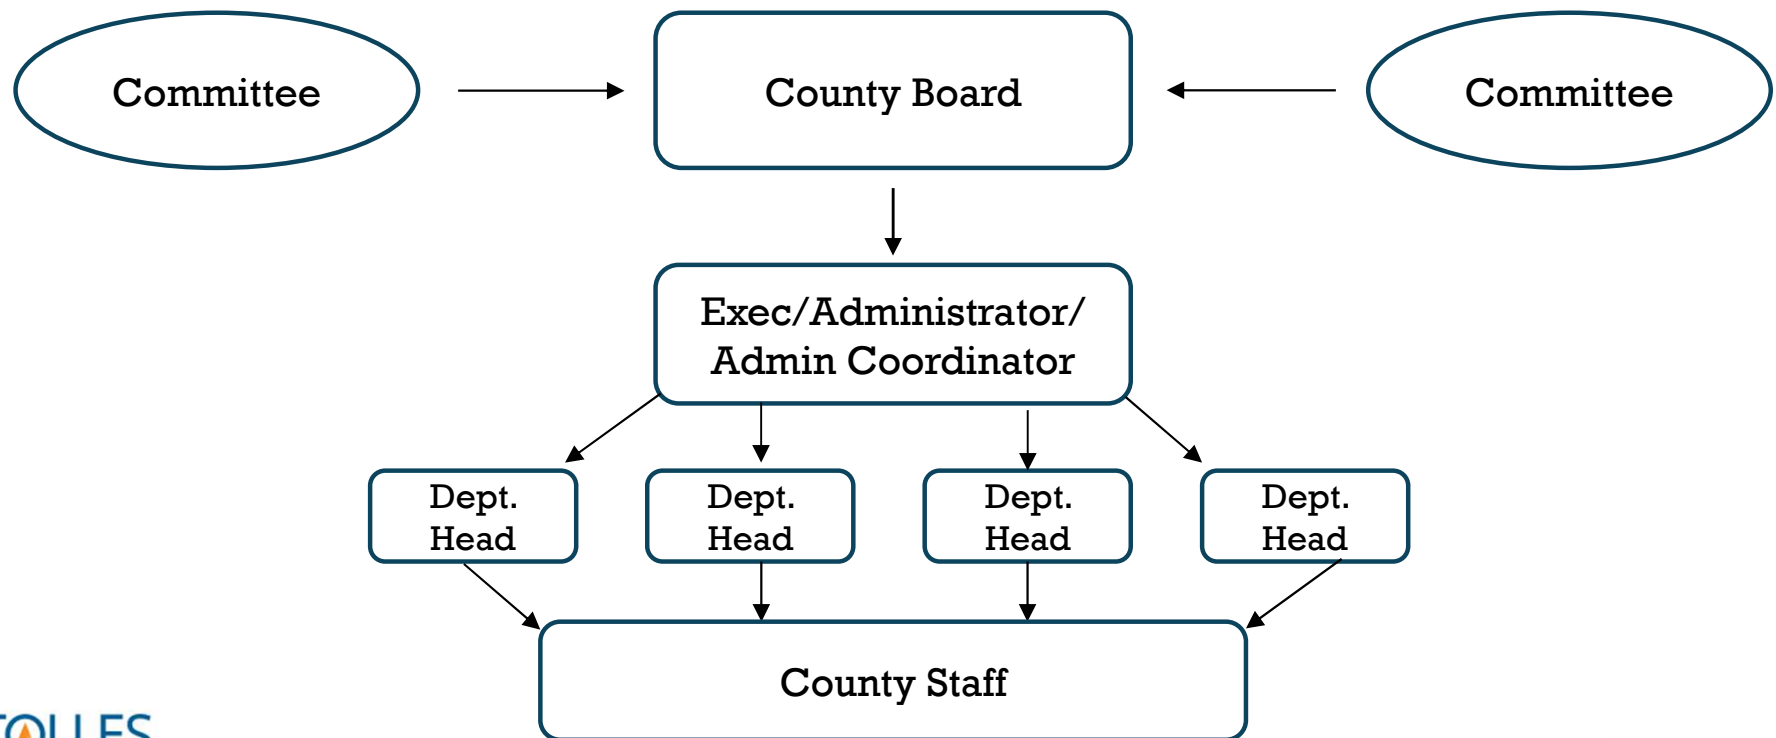 Committee
County Board
Committee
Exec/Administrator/
Admin Coordinator
Dept.
Head
Dept.
Head
Dept.
Head
Dept.
Head
County Staff